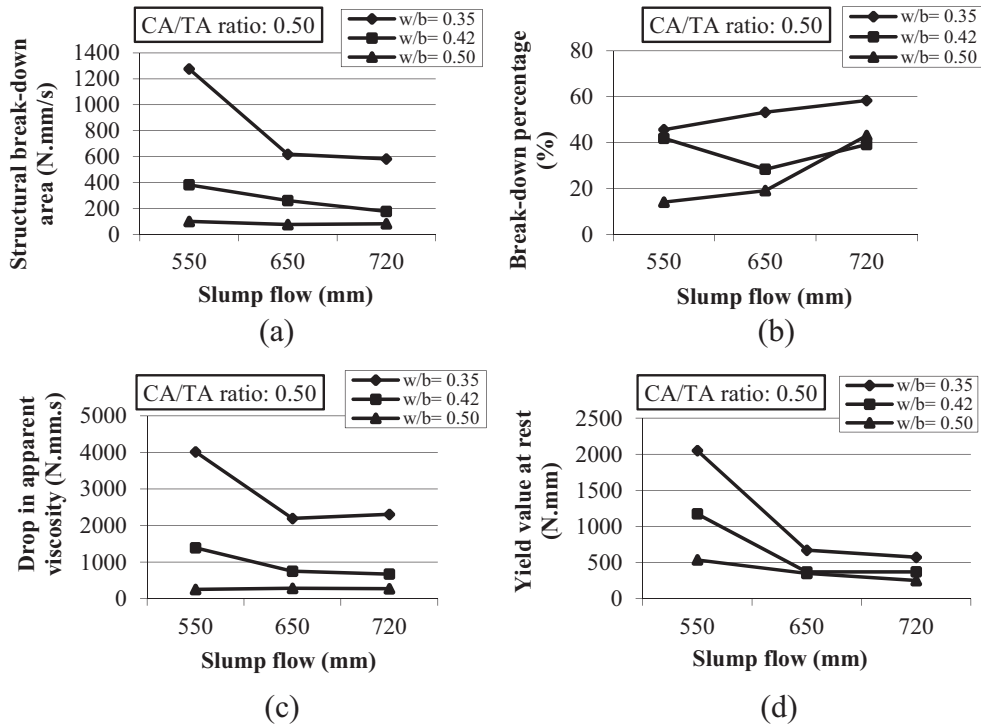 CA/TA ratio: 0.50
w/b= 0.35
w/b= 0.42
w/b= 0.50
1400
1200
1000
800
600
400
200
0
Structural break-down
area (N.mm/s)
550 650 720
Slump flow (mm)
(a)
CA/TA ratio: 0.50
w/b= 0.35
w/b= 0.42
w/b= 0.50
80
60
40
20
0
Break-down percentage
(%)
550 650 720
Slump flow (mm)
(b)
CA/TA ratio: 0.50
w/b= 0.35
w/b= 0.42
w/b= 0.50
5000
4000
3000
2000
1000
0
Drop in apparent
viscosity (N.mm.s)
550 650 720
Slump flow (mm)
(c)
CA/TA ratio: 0.50
w/b= 0.35
w/b= 0.42
w/b= 0.50
2500
2000
1500
1000
500
0
Yield value at rest
(N.mm)
550 650 720
Slump flow (mm)
(d)